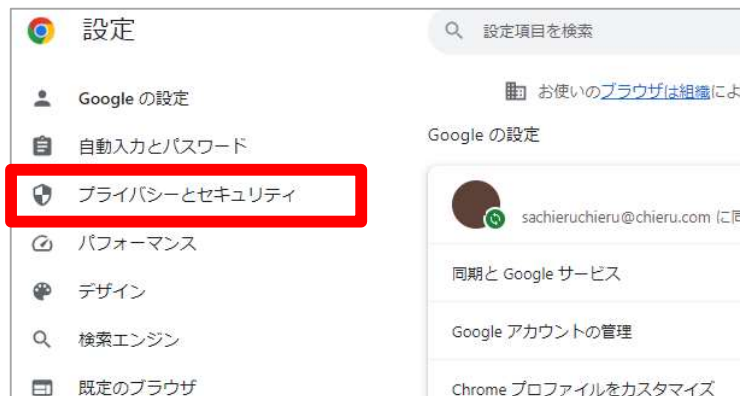 設定
設定項目を検索
Google の設定
自動入力とパスワード
プライバシーとセキュリティ
パフォーマンス
デザイン
検索エンジン
既定のブラウザ
お使いのブラウザは組織によ
Google の設定
sachieruchieru@chieru.com に同
同期と Google サービス
Google アカウントの管理
Chrome プロファイルをカスタマイズ